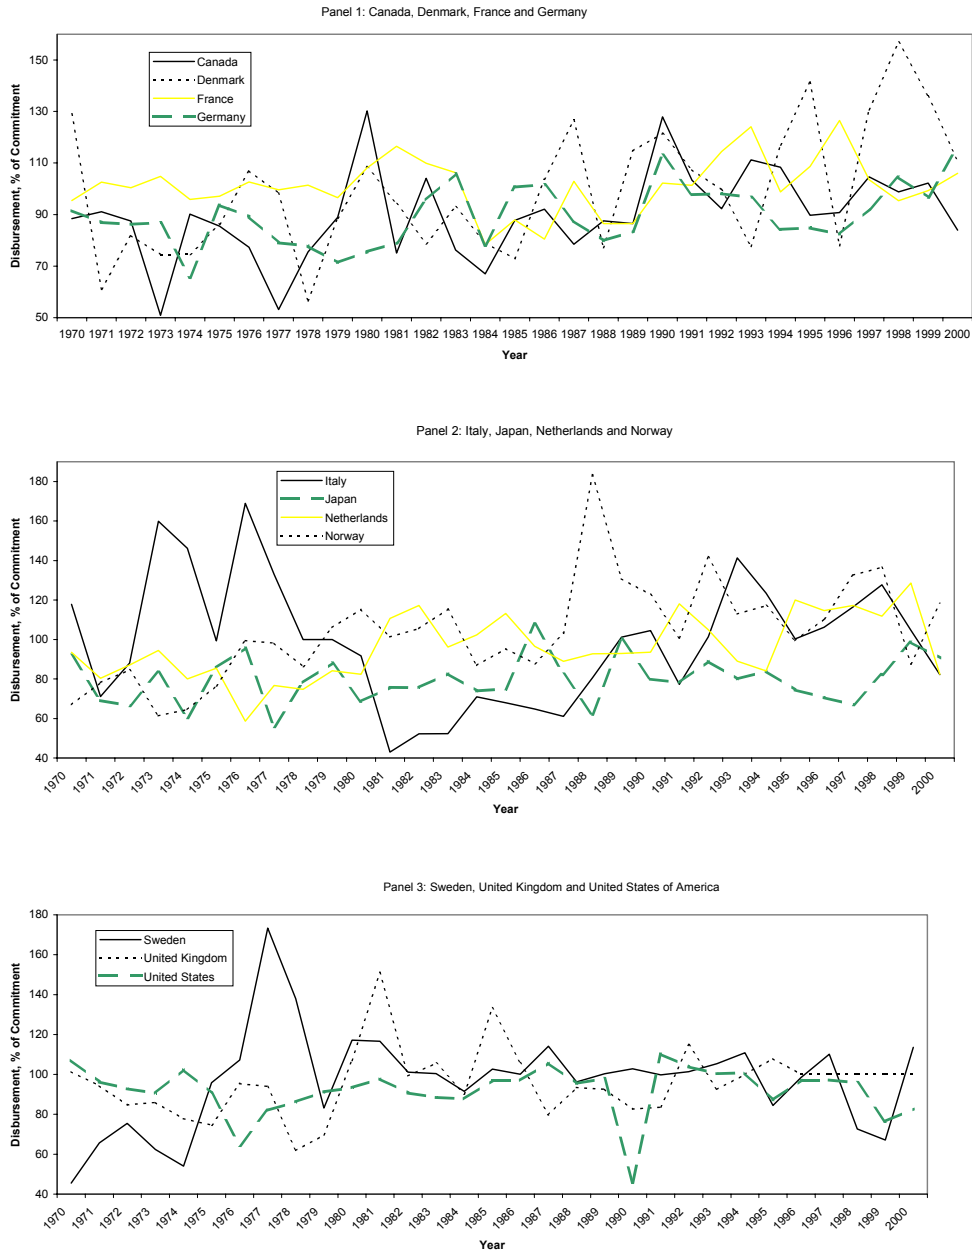 Panel 1: Canada, Denmark, France and Germany
150
130
110
90
70
50
Disbursement, % of Commitment
Canada
Denmark
France
Germany
1970 1971 1972 1973 1974 1975 1976 1977 1978 1979 1980 1981 1982 1983 1984 1985 1986 1987 1988 1989 1990 1991 1992 1993 1994 1995 1996 1997 1998 1999 2000
Year
Panel 2: Italy, Japan, Netherlands and Norway
180
160
140
120
100
80
60
40
Disbursement, % of Commitment
Italy
Japan
Netherlands
Norway
1970 1971 1972 1973 1974 1975 1976 1977 1978 1979 1980 1981 1982 1983 1984 1985 1986 1987 1988 1989 1990 1991 1992 1993 1994 1995 1996 1997 1998 1999 2000
Year
Panel 3: Sweden, United Kingdom and United States of America
180
160
140
120
100
80
60
40
Disbursement, % of Commitment
Sweden
United Kingdom
United States
1970 1971 1972 1973 1974 1975 1976 1977 1978 1979 1980 1981 1982 1983 1984 1985 1986 1987 1988 1989 1990 1991 1992 1993 1994 1995 1996 1997 1998 1999 2000
Year